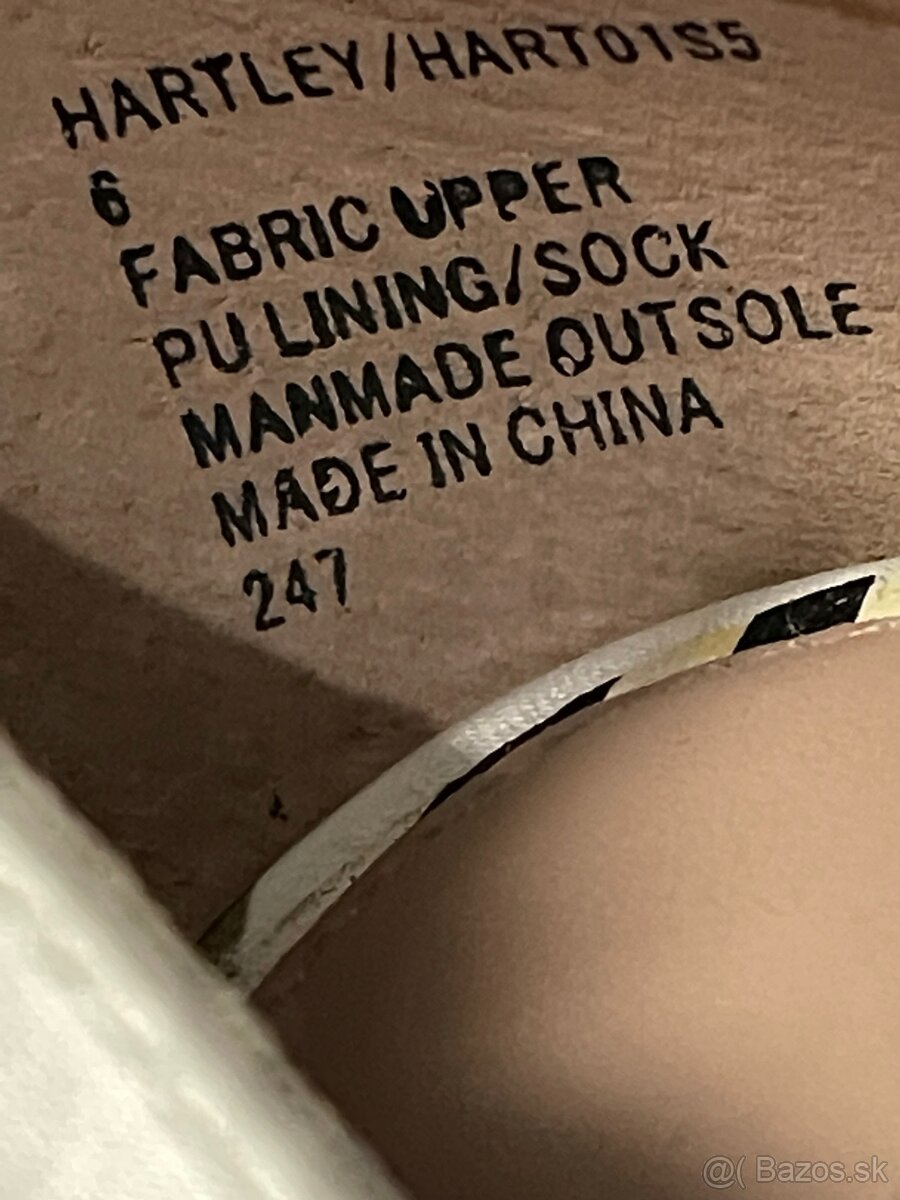 HARTLEY/HART01S5
6
FABRIC UPPER
PU LINING/SOCK
MANMADE OUTSOLE
MADE IN CHINA
247
@( Bazos.sk